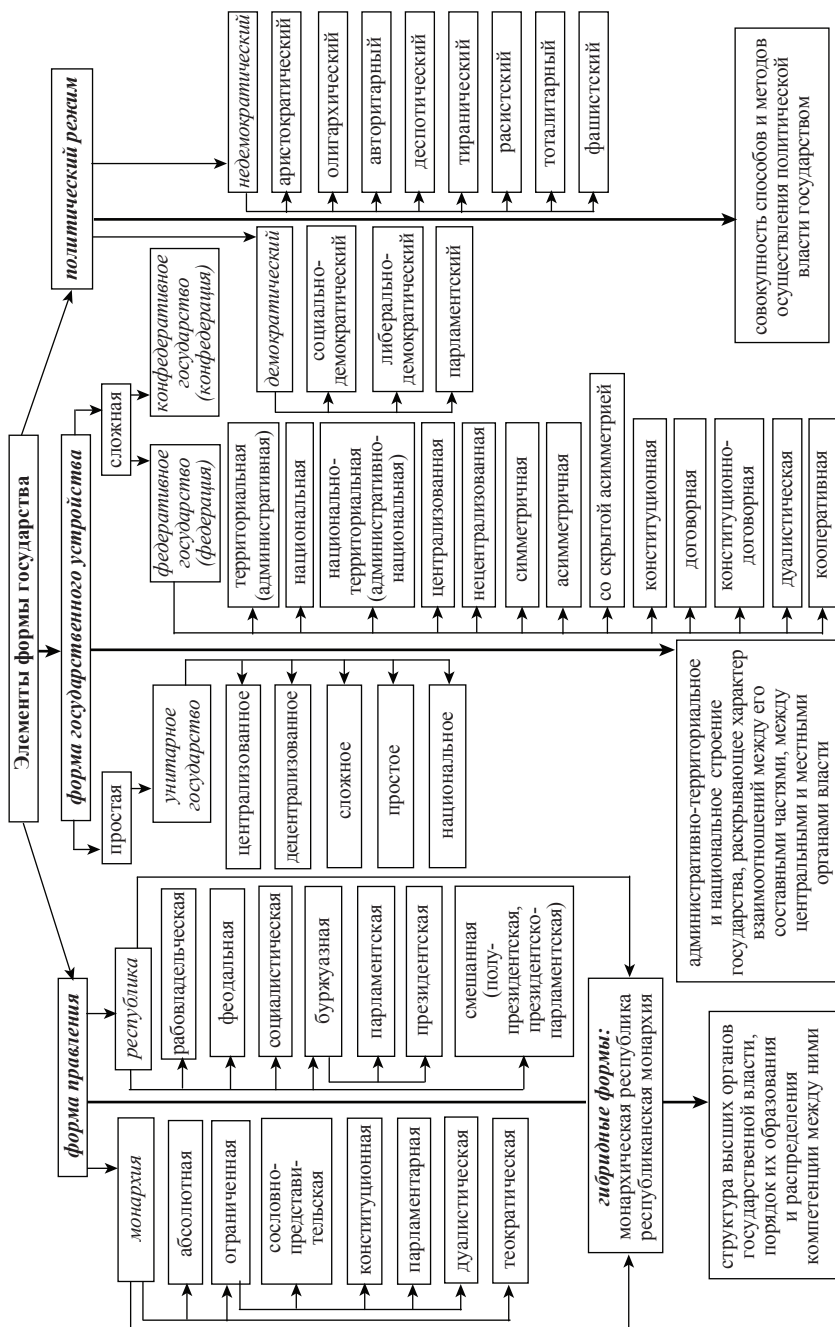 Элементы формы государства
форма правления
монархия
абсолютная
ограниченная
сословно-
представи-
тельская
конституционная
парламентарная
дуалистическая
теократическая
республика
рабовладельческая
феодальная
социалистическая
буржуазная
парламентская
президентская
смешанная
(полу-
президентская,
президентско-
парламентская)
гибридные формы:
монархическая республика
республиканская монархия
структура высших органов
государственной власти,
порядок их образования
и распределения
компетенции между ними
форма государственного устройства
простая
унитарное
государство
централизованное
децентрализованное
сложное
простое
национальное
сложная
федеративное
государство
(федерация)
территориальная
(административная)
национальная
национально-
территориальная
(административно-
национальная)
централизованная
нецентрализованная
симметричная
асимметричная
со скрытой асимметрией
конституционная
договорная
конституционно-
договорная
дуалистическая
кооперативная
конфедеративное
государство
(конфедерация)
административно-территориальное
и национальное строение
государства, раскрывающее характер
взаимоотношений между его
составными частями, между
центральными и местными
органами власти
политический режим
демократический
социально-
демократический
либерально-
демократический
парламентский
недемократический
аристократический
олигархический
авторитарный
деспотический
тиранический
расистский
тоталитарный
фашистский
совокупность способов и методов
осуществления политической
власти государством